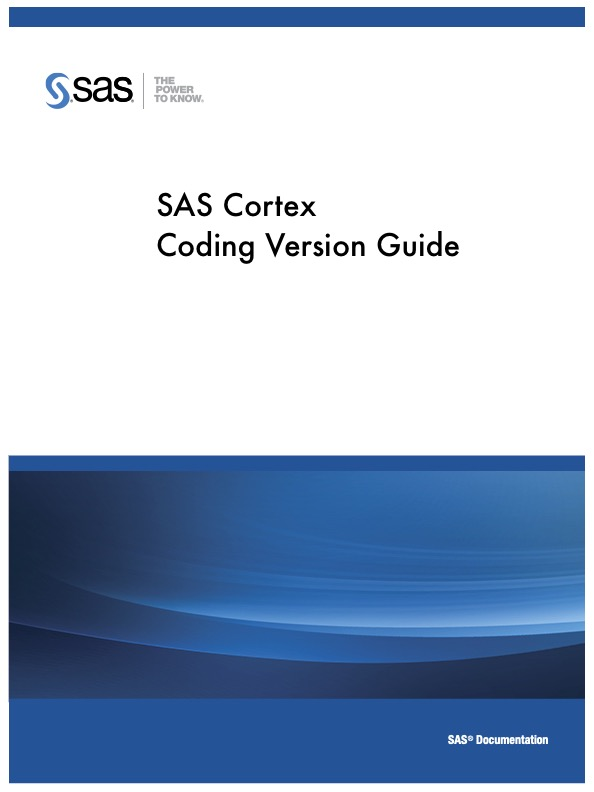 sas.
THE
POWER
TO KNOW.
SAS Cortex
Coding Version Guide
SAS® Documentation